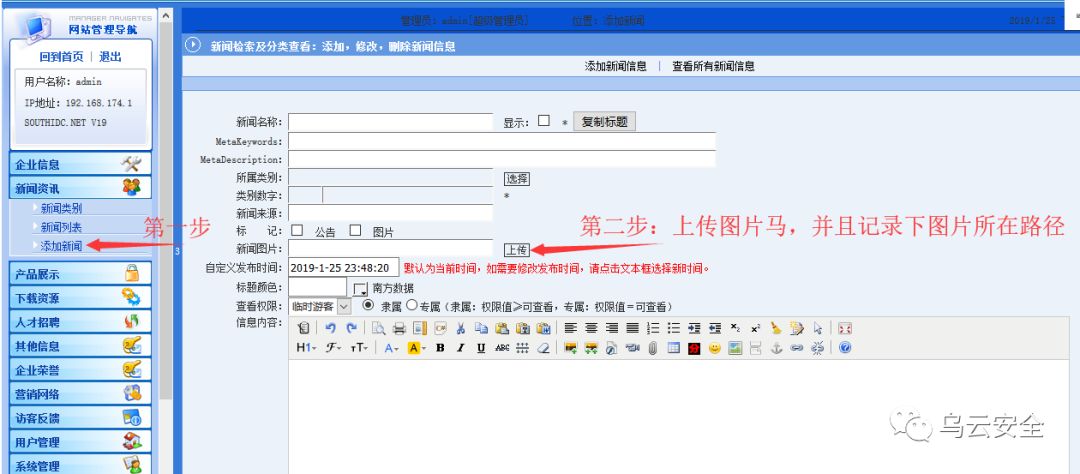 MANAGER NAVIGATES
网站管理导航
回到首页 | 退出
用户名称: admin
IP地址: 192.168.174.1
SOUTHIDC.NET V19
企业信息
新闻资讯
新闻类别
新闻列表
添加新闻
产品展示
下载资源
人才招聘
其他信息
企业荣誉
营销网络
访客反馈
用户管理
系统管理
第一步
3
管理员: admin[超级管理员] 位置: 添加新闻 2019/1/25
新闻检索及分类查看: 添加, 修改, 删除新闻信息
添加新闻信息 | 查看所有新闻信息
新闻名称: 显示: * 复制标题
MetaKeywords:
MetaDescription:
所属类别: 选择
类别数字: *
新闻来源:
标 记: 公告 图片
新闻图片: 上传
第二步: 上传图片马, 并且记录下图片所在路径
自定义发布时间: 2019-1-25 23:48:20 默认为当前时间, 如需要修改发布时间, 请点击文本框选择新时间。
标题颜色: 南方数据
查看权限: 临时游客 隶属 专属 (隶属: 权限值≥可查看, 专属: 权限值＝可查看)
信息内容:
H1 F TT A A B I U ABC
乌云安全